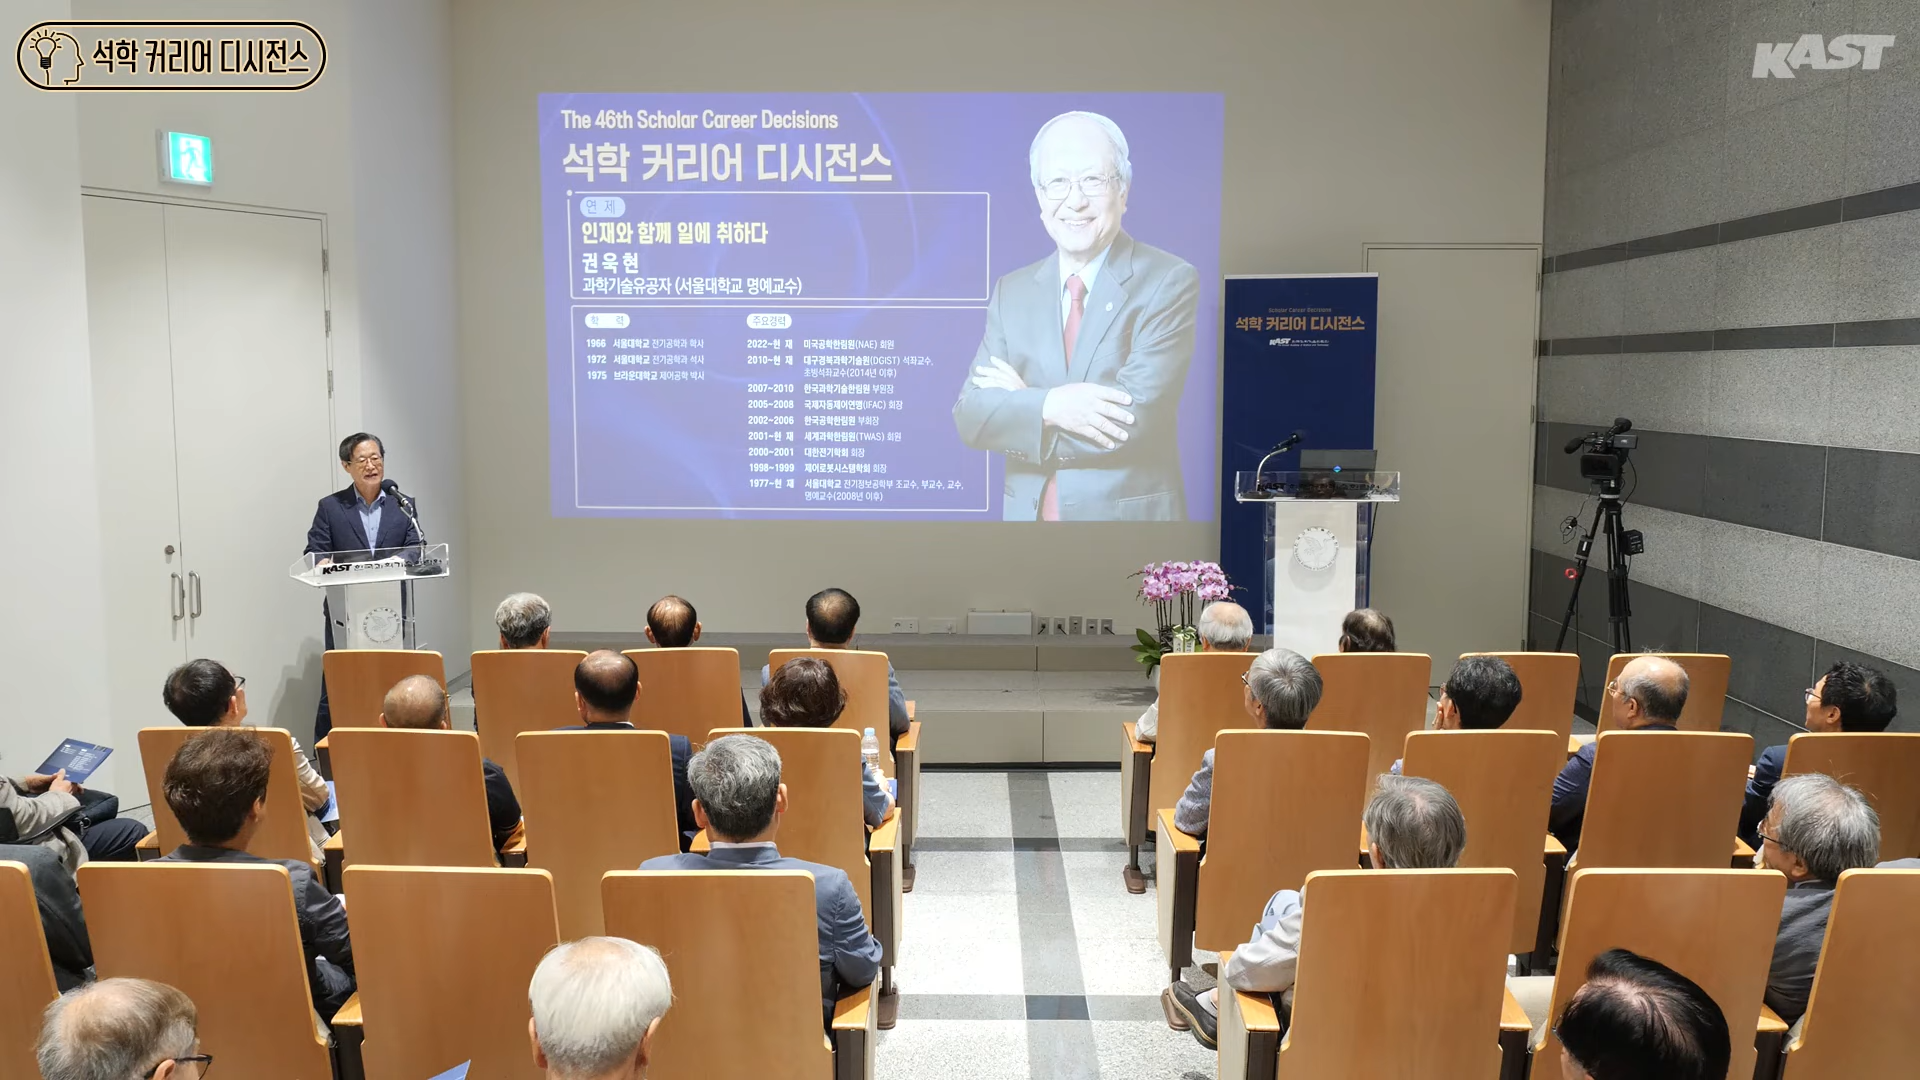 석학 커리어 디시전스
KAST
The 46th Scholar Career Decisions
석학 커리어 디시전스
연 제
인재와 함께 일에 취하다
권욱현
과학기술유공자 (서울대학교 명예교수)
학 력
1966 서울대학교 전기공학과 학사
1972 서울대학교 전기공학과 석사
1975 브라운대학교 제어공학 박사
주요경력
2022~현 재 미국공학한림원(NAE) 회원
2010~현 재 대구경북과학기술원(DGIST) 석좌교수,
초빙석좌교수(2014년 이후)
2007~2010 한국과학기술한림원 부원장
2005~2008 국제자동제어연맹(IFAC) 회장
2002~2006 한국공학한림원 부회장
2001~현 재 세계과학한림원(TWAS) 회원
2000~2001 대한전기학회 회장
1998~1999 제어로봇시스템학회 회장
1977~현 재 서울대학교 전기정보공학부 조교수, 부교수, 교수,
명예교수(2008년 이후)
Scholar Career Decisions
석학 커리어 디시전스
KAST
KAST
KAST